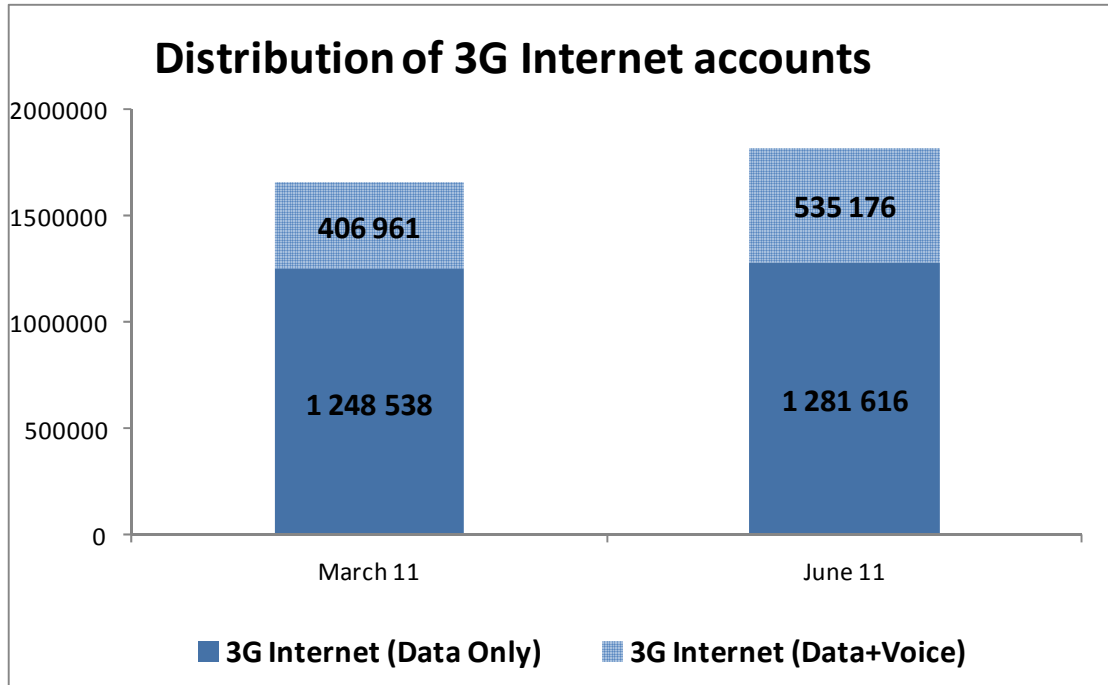 Distribution of 3G Internet accounts
2000000
1500000
1000000
500000
0
406 961
535 176
1 248 538
1 281 616
March 11
June 11
3G Internet (Data Only)
3G Internet (Data+Voice)